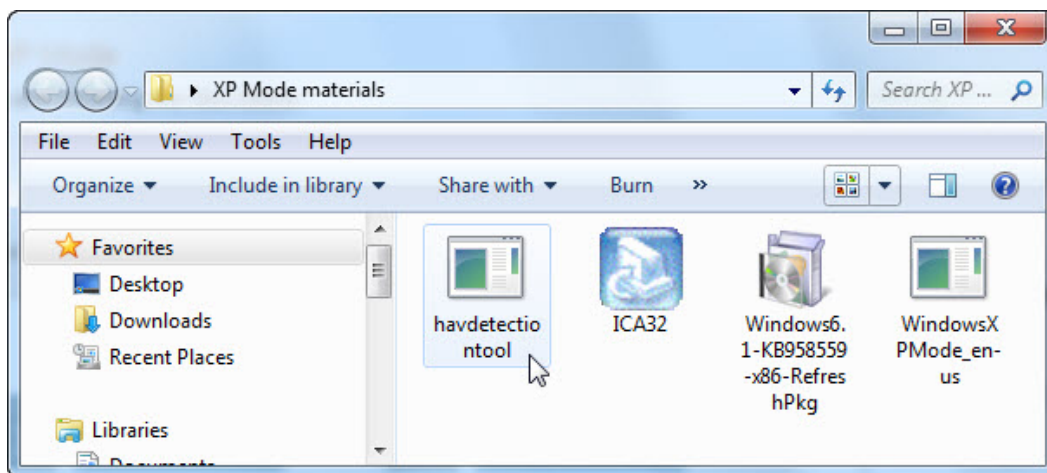 XP Mode materials
Search XP ...
File Edit View Tools Help
Organize Include in library Share with Burn »
Favorites
Desktop
Downloads
Recent Places
Libraries
havdetectio
ntool
ICA32
Windows6.
1-KB958559
-x86-Refres
hPkg
WindowsX
PMode_en-
us